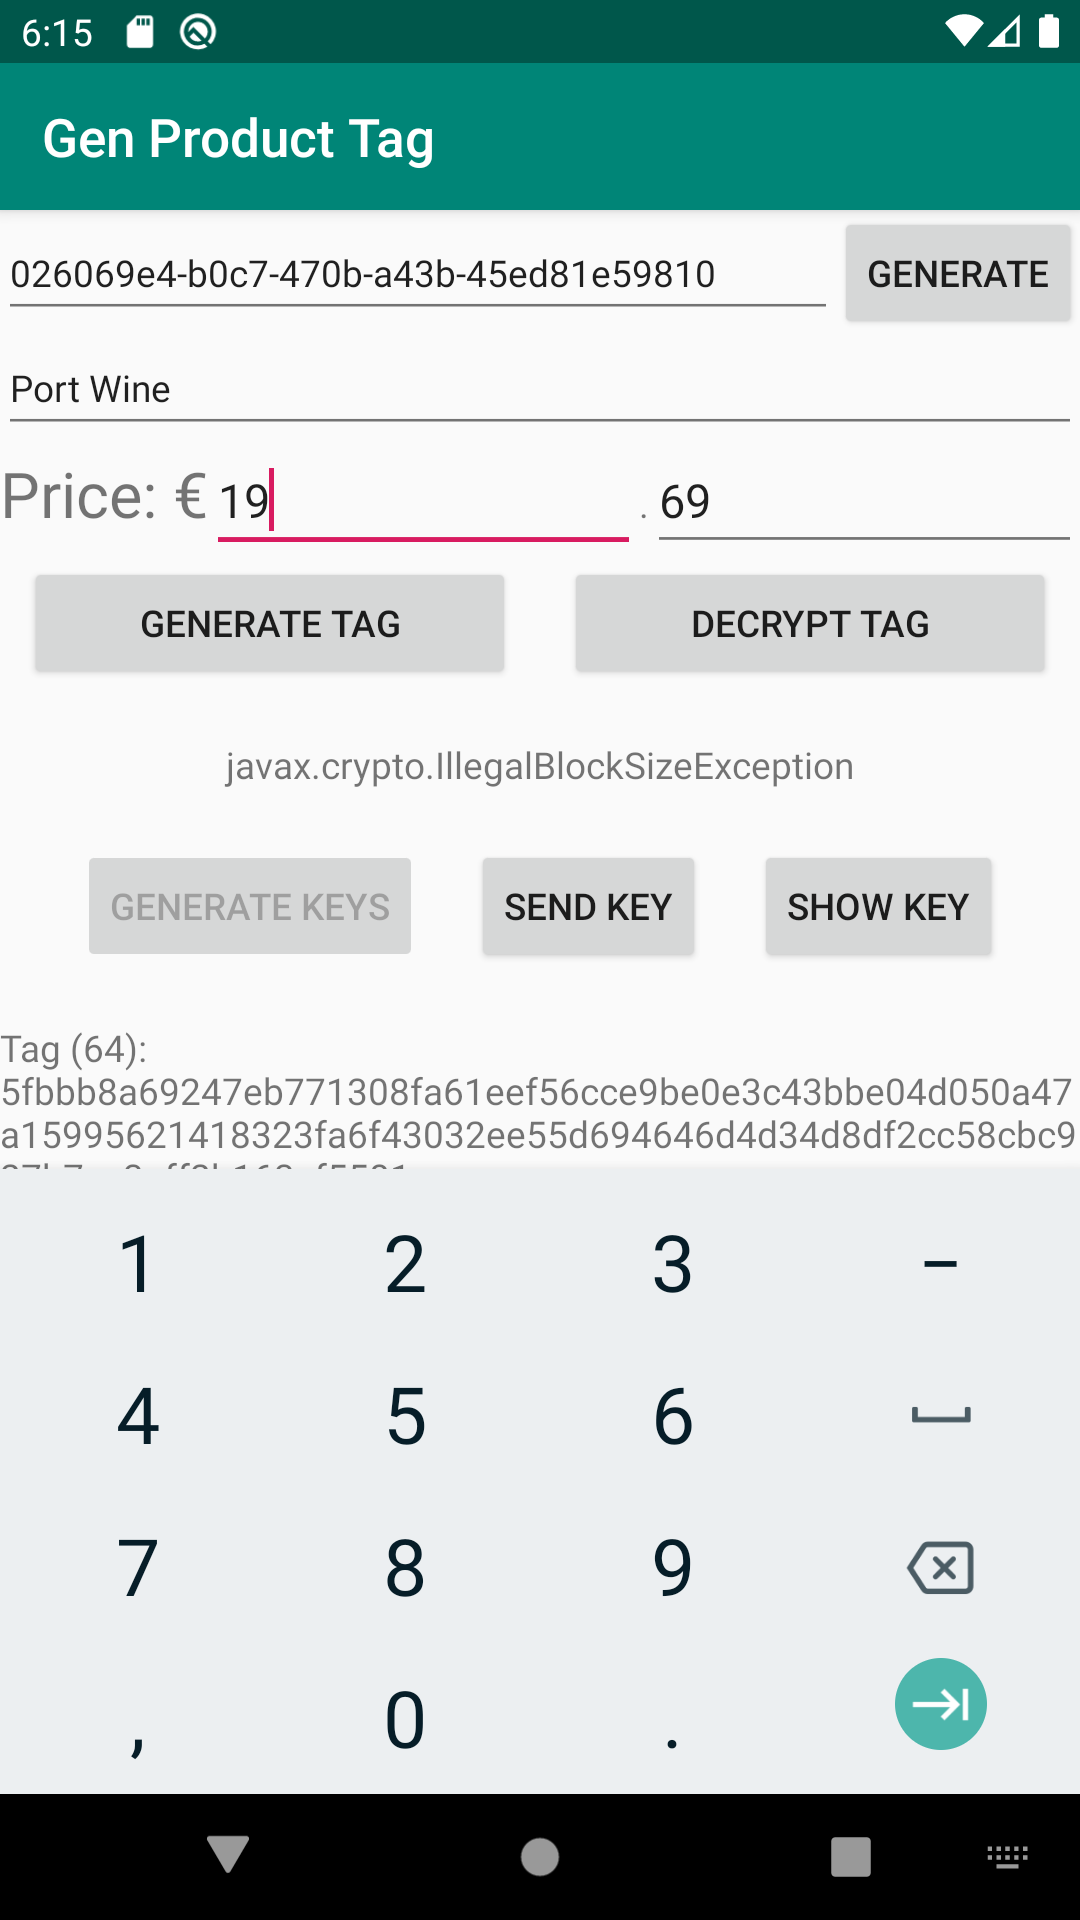 6:15
Gen Product Tag
026069e4-b0c7-470b-a43b-45ed81e59810 GENERATE
Port Wine
Price: € 19 . 69
GENERATE TAG DECRYPT TAG
javax.crypto.IllegalBlockSizeException
GENERATE KEYS SEND KEY SHOW KEY
Tag (64):
5fbbb8a69247eb771308fa61eef56cce9be0e3c43bbe04d050a47
a15995621418323fa6f43032ee55d694646d4d34d8df2cc58cbc9
1 2 3 –
4 5 6
7 8 9
, 0 .